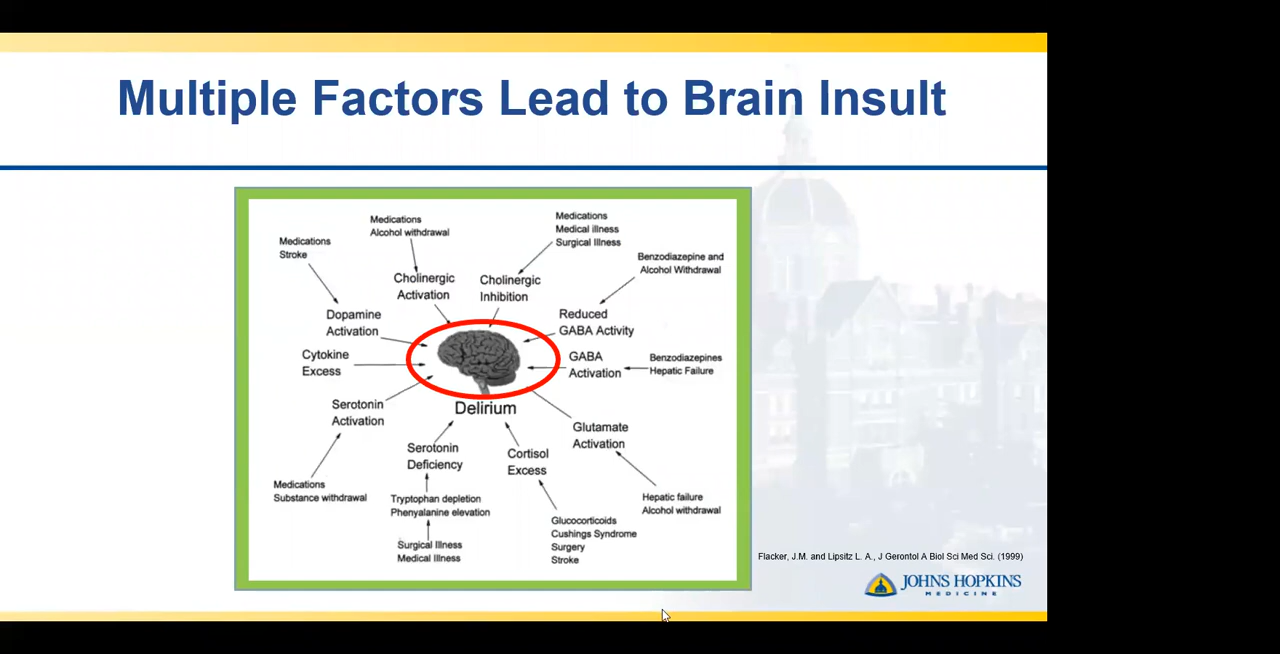 Multiple Factors Lead to Brain Insult
Medications
Alcohol withdrawal
Medications
Medical illness
Surgical Illness
Medications
Stroke
Benzodiazepine and
Alcohol Withdrawal
Cholinergic
Activation
Cholinergic
Inhibition
Dopamine
Activation
Reduced
GABA Activity
Cytokine
Excess
GABA
Activation
Benzodiazepines
Hepatic Failure
Serotonin
Activation
Delirium
Glutamate
Activation
Serotonin
Deficiency
Cortisol
Excess
Medications
Substance withdrawal
Tryptophan depletion
Phenyalanine elevation
Hepatic failure
Alcohol withdrawal
Surgical Illness
Medical Illness
Glucocorticoids
Cushings Syndrome
Surgery
Stroke
Flacker, J.M. and Lipsitz L. A., J Gerontol A Biol Sci Med Sci. (1999)
JOHNS HOPKINS
MEDICINE